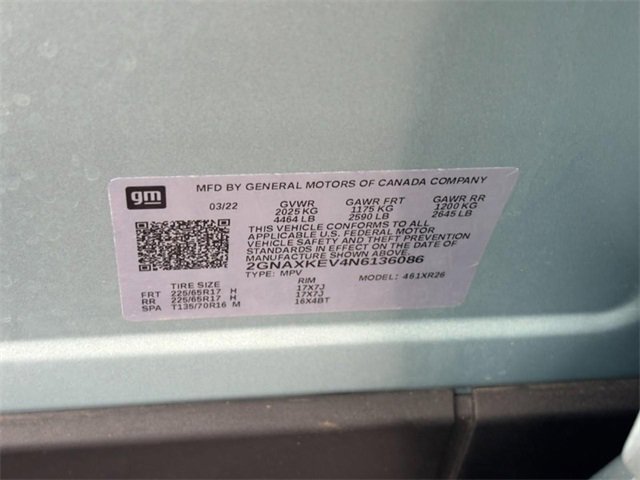 gm
MFD BY GENERAL MOTORS OF CANADA COMPANY
03/22 GVWR GAWR FRT GAWR RR
2025 KG 1175 KG 1200 KG
4464 LB 2590 LB 2645 LB
THIS VEHICLE CONFORMS TO ALL
APPLICABLE U.S. FEDERAL MOTOR
VEHICLE SAFETY AND THEFT PREVENTION
STANDARDS IN EFFECT ON THE DATE OF
MANUFACTURE SHOWN ABOVE.
2GNAXKEV4N6136086
TYPE: MPV MODEL: 461XR26
TIRE SIZE RIM
FRT 225/65R17 H 17X7J
RR 225/65R17 H 17X7J
SPA T135/70R16 M 16X4BT